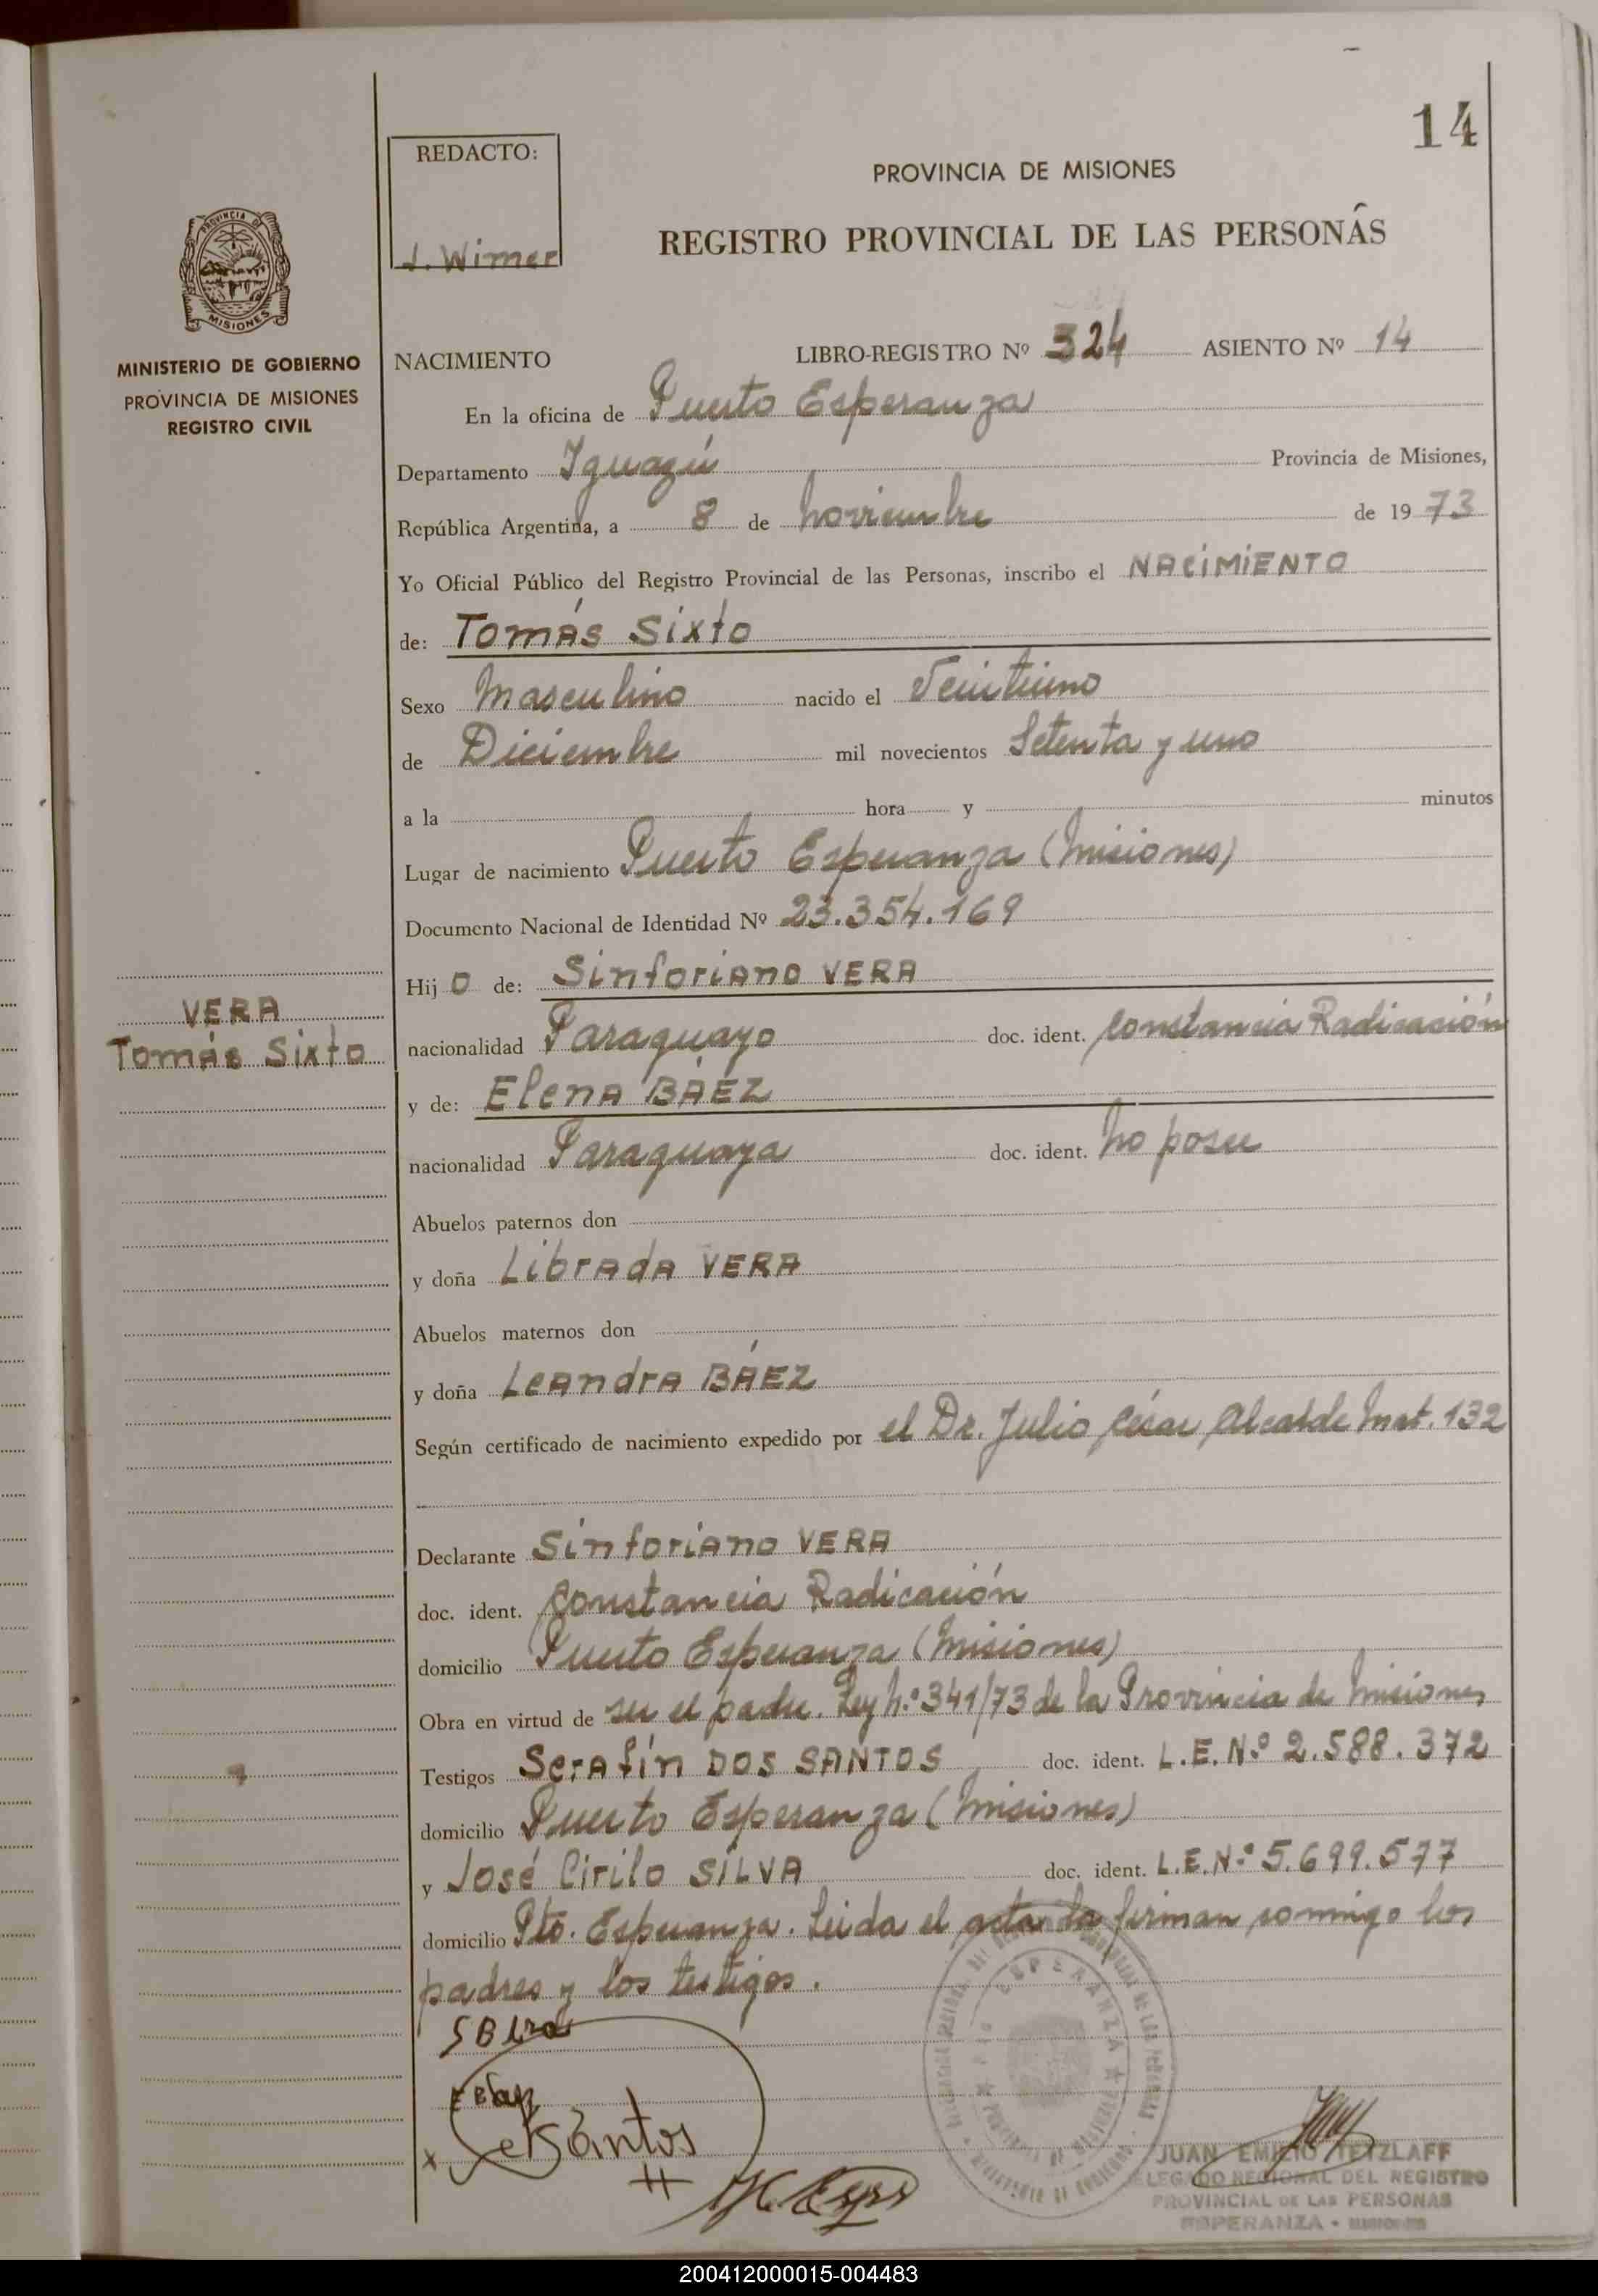 14
REDACTO:
J. Wimer
PROVINCIA DE MISIONES
REGISTRO PROVINCIAL DE LAS PERSONAS
PROVINCIA DE
MISIONES
MINISTERIO DE GOBIERNO
PROVINCIA DE MISIONES
REGISTRO CIVIL
NACIMIENTO LIBRO-REGISTRO Nº 324 ASIENTO Nº 14
En la oficina de Puerto Esperanza
Departamento Iguazú Provincia de Misiones,
República Argentina, a 8 de noviembre de 1973
Yo Oficial Público del Registro Provincial de las Personas, inscribo el NACIMIENTO
de: Tomás Sixto
Sexo Masculino nacido el Veintiuno
de Diciembre mil novecientos Setenta y uno
a la hora y minutos
Lugar de nacimiento Puerto Esperanza (Misiones)
Documento Nacional de Identidad Nº 23.354.169
Hijo de: Sinforiano VERA
VERA
Tomás Sixto
nacionalidad Paraguayo doc. ident. Constancia Radicación
y de: Elena BÁEZ
nacionalidad Paraguaya doc. ident. no posee
Abuelos paternos don
y doña Librada VERA
Abuelos maternos don
y doña Leandra BÁEZ
Según certificado de nacimiento expedido por el Dr. Julio César Alcalde Mat. 132
Declarante Sinforiano VERA
doc. ident. Constancia Radicación
domicilio Puerto Esperanza (Misiones)
Obra en virtud de ser el padre. Ley N.º 341/73 de la Provincia de Misiones
Testigos Serafín DOS SANTOS doc. ident. L.E. Nº 2.588.372
domicilio Puerto Esperanza (Misiones)
y José Cirilo SILVA doc. ident. L.E. Nº 5.699.577
domicilio Pto. Esperanza. Leida el acta la firman conmigo los
padres y los testigos.
JUAN EMILIO TETZLAFF
DELEGADO REGIONAL DEL REGISTRO
PROVINCIAL DE LAS PERSONAS
ESPERANZA - MISIONES
200412000015-004483